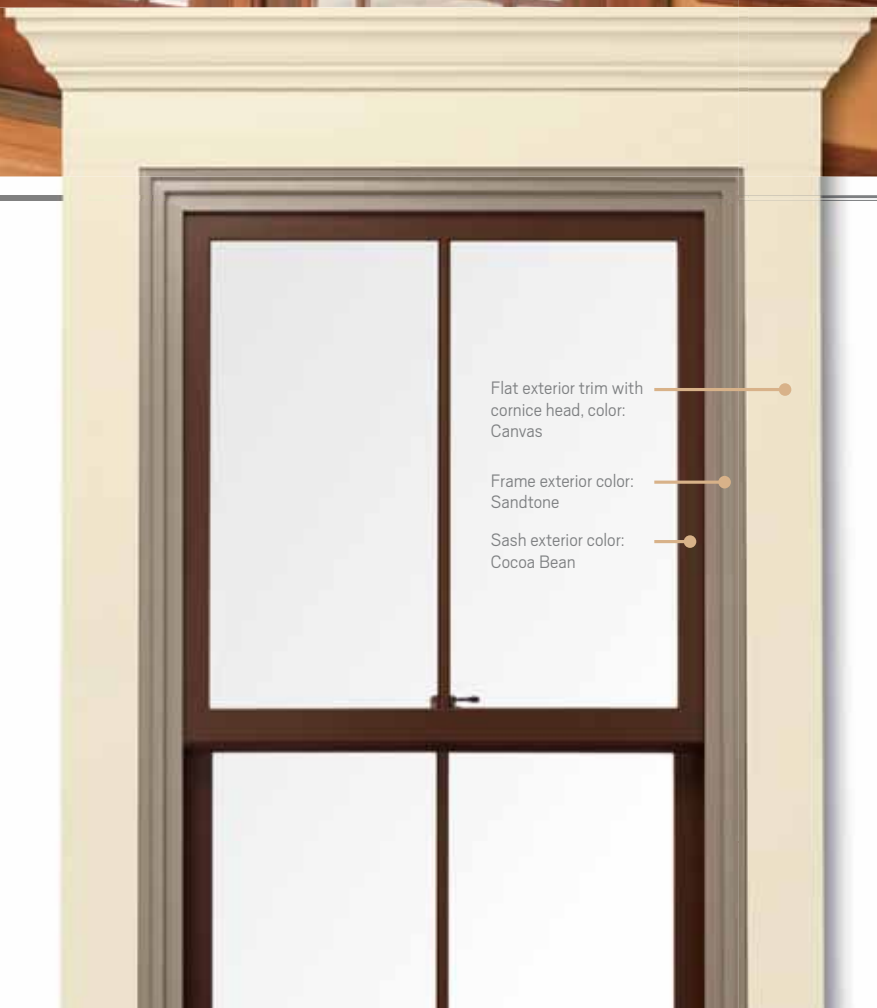 Flat exterior trim with
cornice head, color:
Canvas
Frame exterior color:
Sandtone
Sash exterior color:
Cocoa Bean